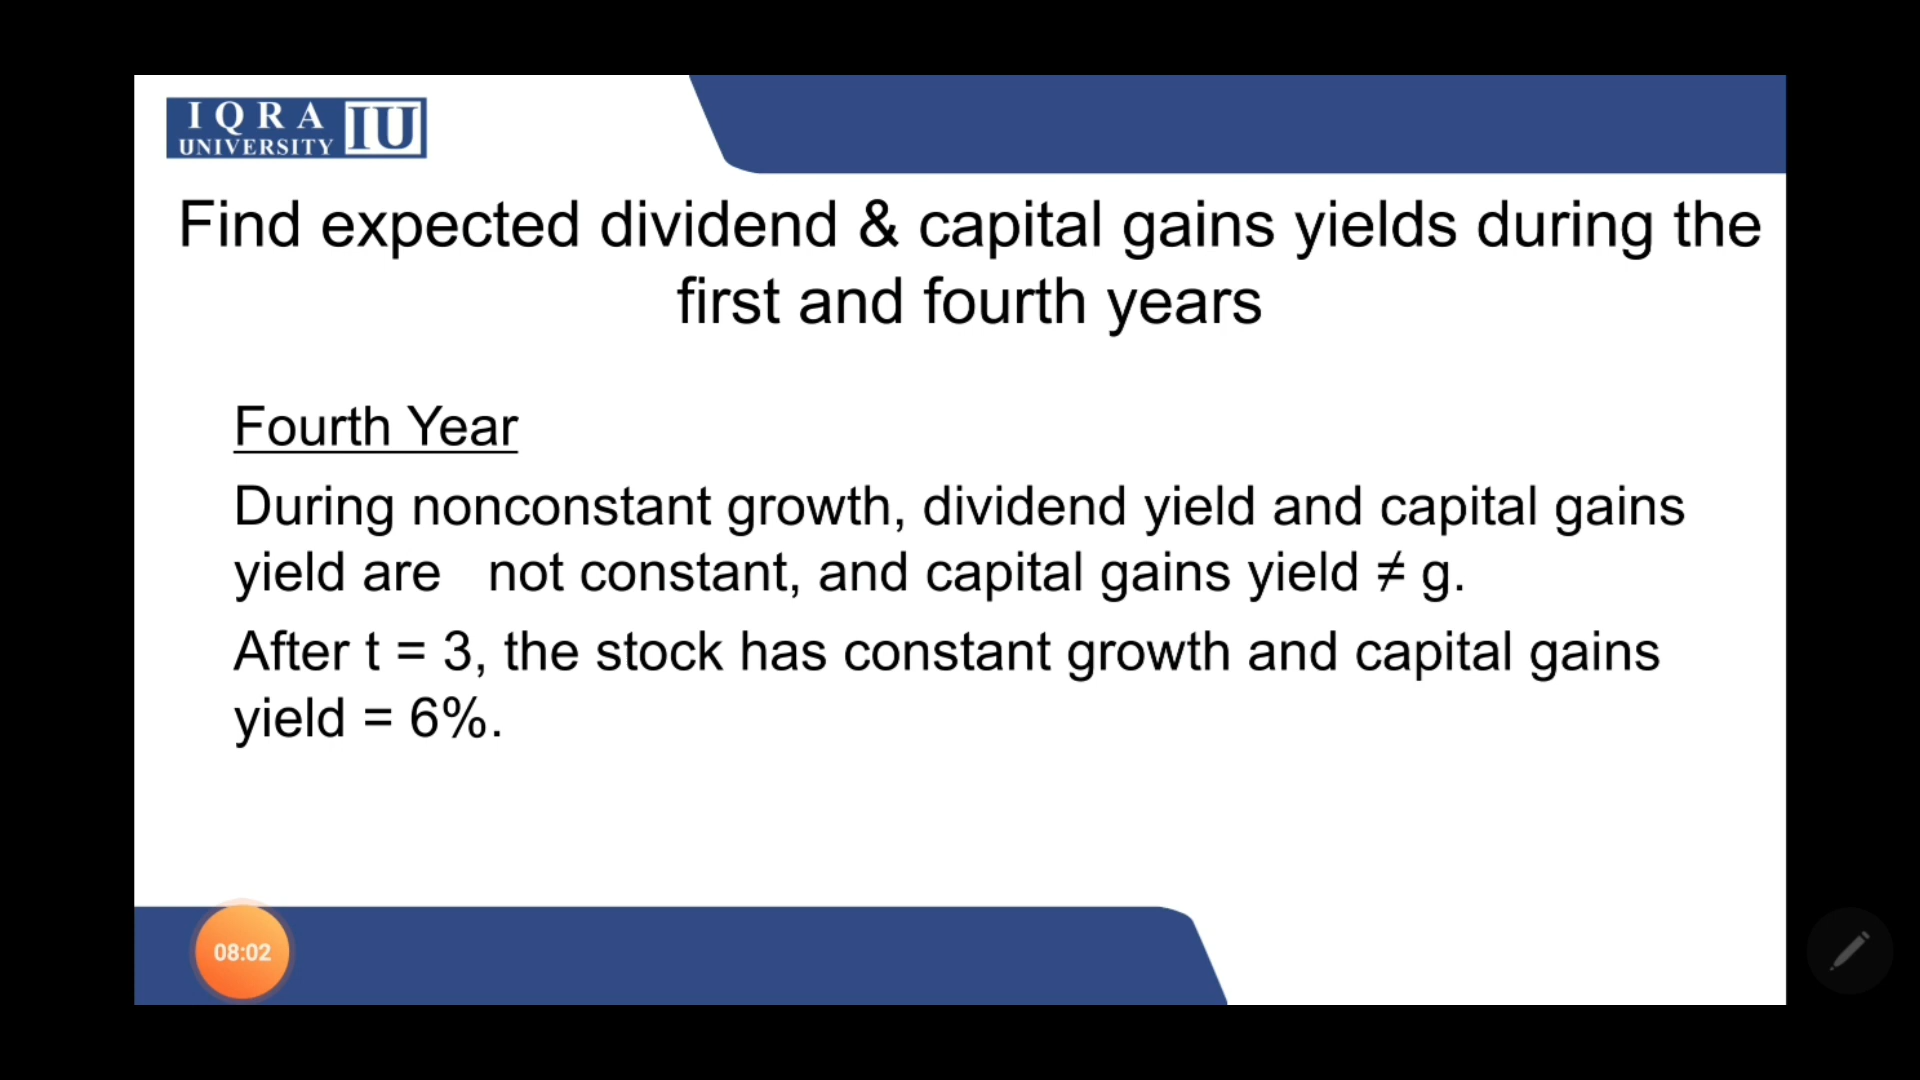 IQRA
UNIVERSITY
IU
Find expected dividend & capital gains yields during the
first and fourth years
Fourth Year
During nonconstant growth, dividend yield and capital gains
yield are not constant, and capital gains yield ≠ g.
After t = 3, the stock has constant growth and capital gains
yield = 6%.
08:02